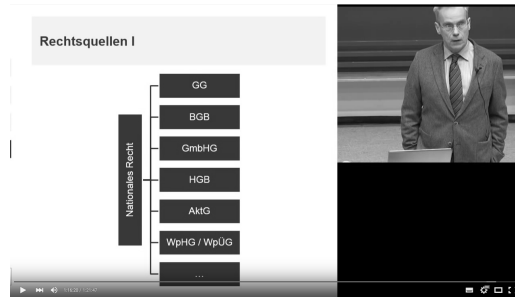 Rechtsquellen I
Nationales Recht
GG
BGB
GmbHG
HGB
AktG
WpHG / WpÜG
...